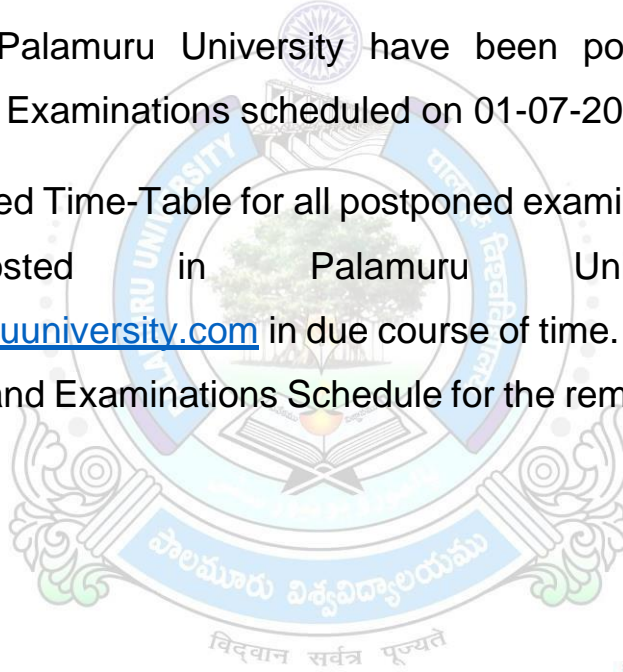 Palamuru University have been po
Examinations scheduled on 01-07-20
ed Time-Table for all postponed exami
osted in Palamuru Un
uuniversity.com in due course of time.
and Examinations Schedule for the rem
RU UNIVERSITY
పాలమూరు విశ్వవిద్యాలయము
विद्वान सर्वत्र पूज्यते